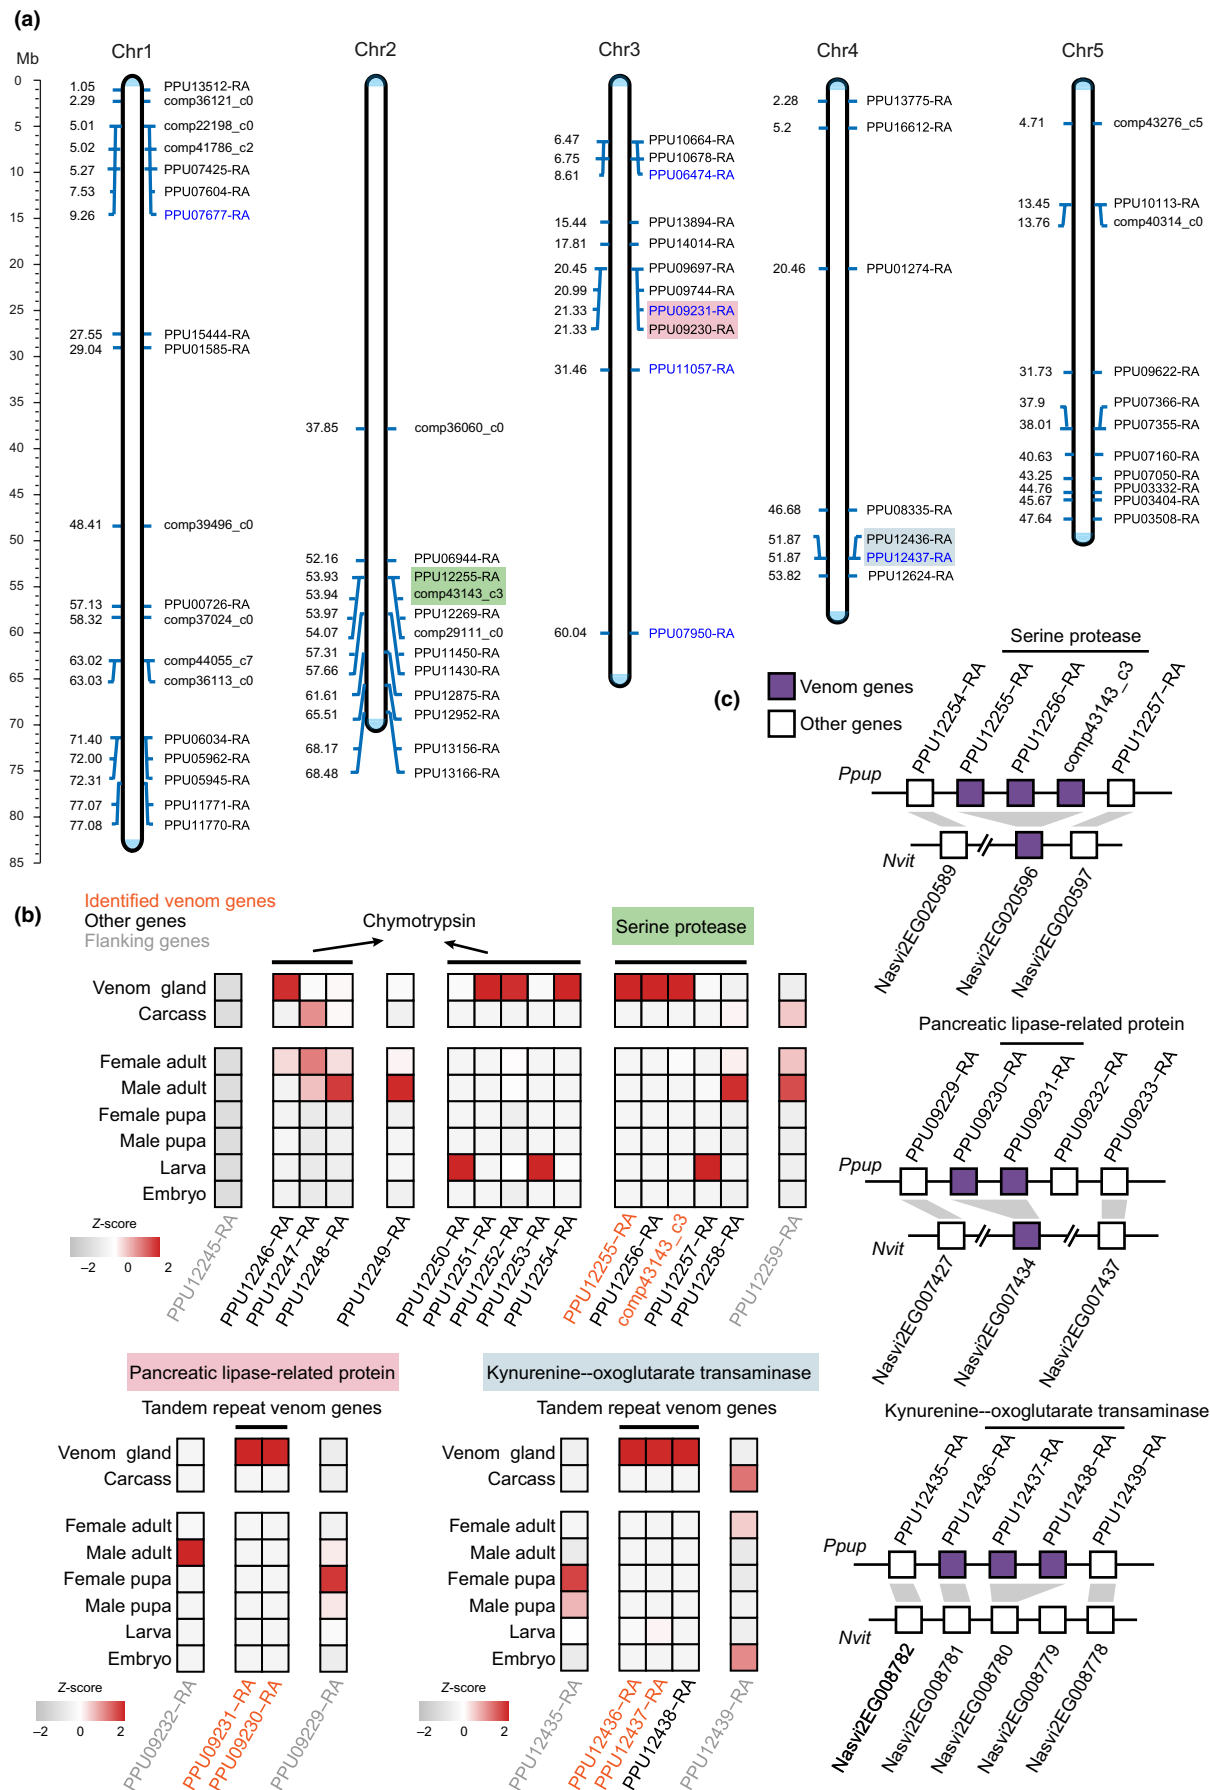 (a)
Mb
0
5
10
15
20
25
30
35
40
45
50
55
60
65
70
75
80
85
Chr1
1.05 PPU13512-RA
2.29 comp36121_c0
5.01 comp22198_c0
5.02 comp41786_c2
5.27 PPU07425-RA
7.53 PPU07604-RA
9.26 PPU07677-RA
27.55 PPU15444-RA
29.04 PPU01585-RA
48.41 comp39496_c0
57.13 PPU00726-RA
58.32 comp37024_c0
63.02 comp44055_c7
63.03 comp36113_c0
71.40 PPU06034-RA
72.00 PPU05962-RA
72.31 PPU05945-RA
77.07 PPU11771-RA
77.08 PPU11770-RA
Chr2
37.85 comp36060_c0
52.16 PPU06944-RA
53.93 PPU12255-RA
53.94 comp43143_c3
53.97 PPU12269-RA
54.07 comp29111_c0
57.31 PPU11450-RA
57.66 PPU11430-RA
61.61 PPU12875-RA
65.51 PPU12952-RA
68.17 PPU13156-RA
68.48 PPU13166-RA
Chr3
6.47 PPU10664-RA
6.75 PPU10678-RA
8.61 PPU06474-RA
15.44 PPU13894-RA
17.81 PPU14014-RA
20.45 PPU09697-RA
20.99 PPU09744-RA
21.33 PPU09231-RA
21.33 PPU09230-RA
31.46 PPU11057-RA
60.04 PPU07950-RA
Chr4
2.28 PPU13775-RA
5.2 PPU16612-RA
20.46 PPU01274-RA
46.68 PPU08335-RA
51.87 PPU12436-RA
51.87 PPU12437-RA
53.82 PPU12624-RA
Chr5
4.71 comp43276_c5
13.45 PPU10113-RA
13.76 comp40314_c0
31.73 PPU09622-RA
37.9 PPU07366-RA
38.01 PPU07355-RA
40.63 PPU07160-RA
43.25 PPU07050-RA
44.76 PPU03332-RA
45.67 PPU03404-RA
47.64 PPU03508-RA
(b)
Identified venom genes
Other genes
Flanking genes
Chymotrypsin
Serine protease
Venom gland
Carcass
Female adult
Male adult
Female pupa
Male pupa
Larva
Embryo
Z-score
−2 0 2
PPU12245−RA
PPU12246−RA
PPU12247−RA
PPU12248−RA
PPU12249−RA
PPU12250−RA
PPU12251−RA
PPU12252−RA
PPU12253−RA
PPU12254−RA
PPU12255−RA
PPU12256−RA
comp43143_c3
PPU12257−RA
PPU12258−RA
PPU12259−RA
Pancreatic lipase-related protein
Tandem repeat venom genes
Venom gland
Carcass
Female adult
Male adult
Female pupa
Male pupa
Larva
Embryo
Z-score
−2 0 2
PPU09232−RA
PPU09231−RA
PPU09230−RA
PPU09229−RA
Kynurenine--oxoglutarate transaminase
Tandem repeat venom genes
Venom gland
Carcass
Female adult
Male adult
Female pupa
Male pupa
Larva
Embryo
Z-score
−2 0 2
PPU12435−RA
PPU12436−RA
PPU12437−RA
PPU12438−RA
PPU12439−RA
(c)
Venom genes
Other genes
Serine protease
PPU12254−RA
PPU12255−RA
PPU12256−RA
comp43143_c3
PPU12257−RA
Ppup
Nvit
Nasvi2EG020589
Nasvi2EG020596
Nasvi2EG020597
Pancreatic lipase-related protein
PPU09229−RA
PPU09230−RA
PPU09231−RA
PPU09232−RA
PPU09233−RA
Ppup
Nvit
Nasvi2EG007427
Nasvi2EG007434
Nasvi2EG007437
Kynurenine--oxoglutarate transaminase
PPU12435−RA
PPU12436−RA
PPU12437−RA
PPU12438−RA
PPU12439−RA
Ppup
Nvit
Nasvi2EG008782
Nasvi2EG008781
Nasvi2EG008780
Nasvi2EG008779
Nasvi2EG008778